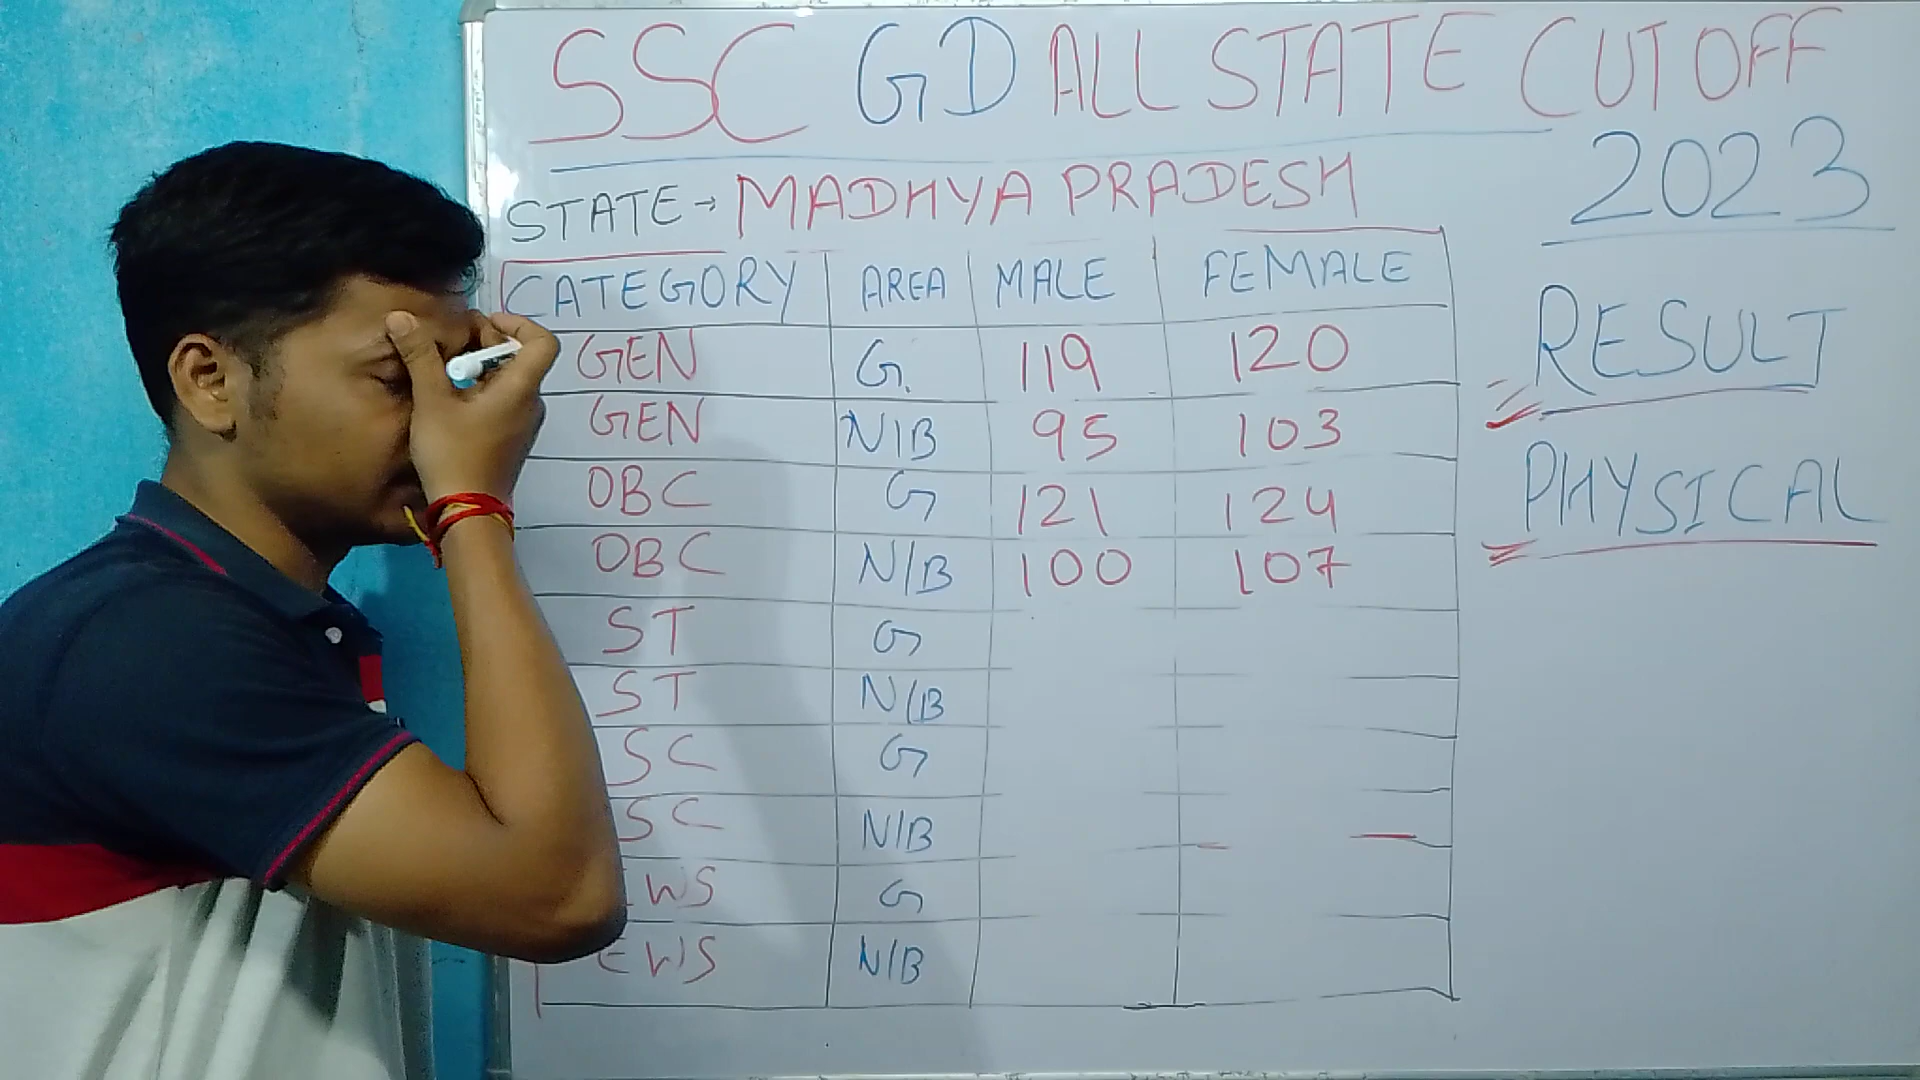 SSC GD ALL STATE CUT OFF
2023
STATE → MADHYA PRADESH
CATEGORY AREA MALE FEMALE
GEN G. 119 120
GEN N/B 95 103
OBC G 121 124
OBC N/B 100 107
ST G
ST N/B
SC G
SC N/B
EWS G
EWS N/B
RESULT
PHYSICAL